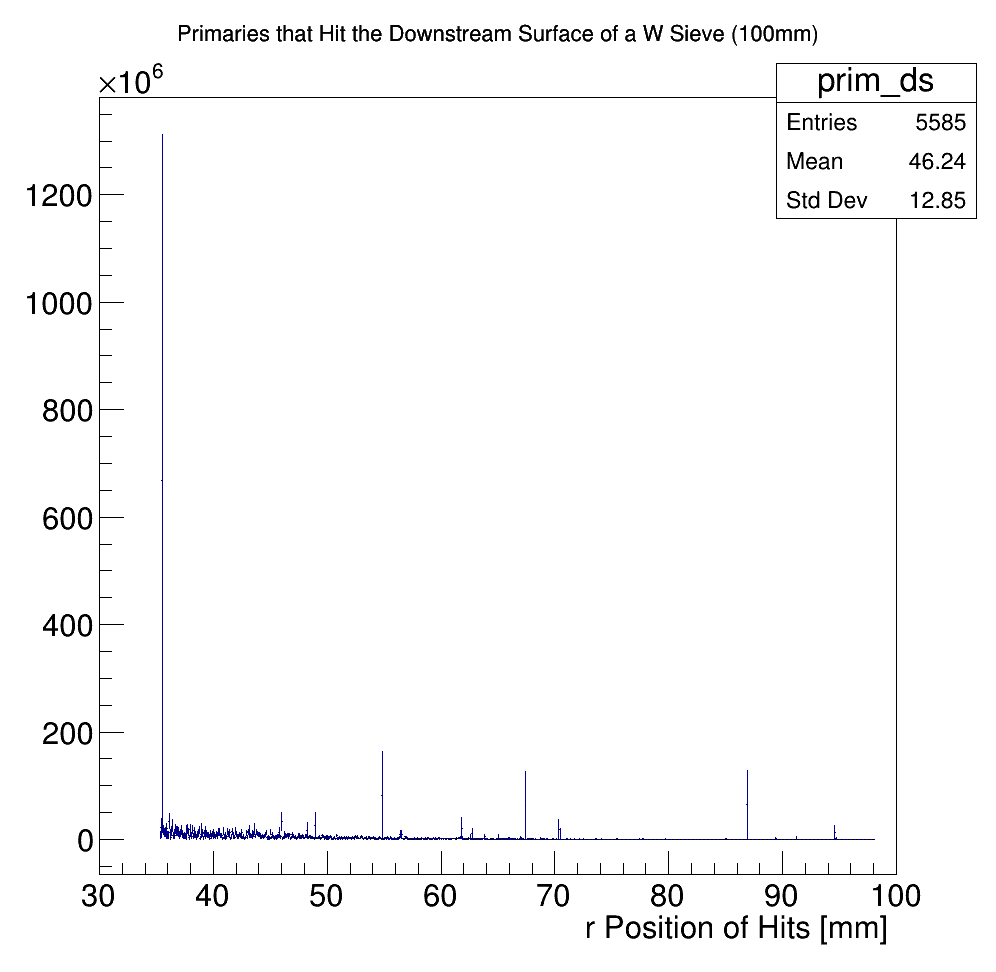 Primaries that Hit the Downstream Surface of a W Sieve (100mm)
×10⁶
prim_ds
Entries 5585
Mean 46.24
Std Dev 12.85
1200
1000
800
600
400
200
0
30 40 50 60 70 80 90 100
r Position of Hits [mm]